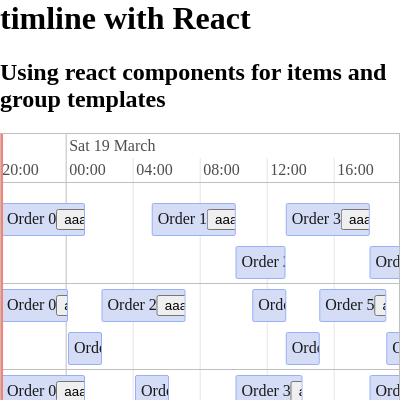 timline with React
Using react components for items and
group templates
Sat 19 March
20:00 00:00 04:00 08:00 12:00 16:00
Order 0 aaa Order 1 aaa Order 3 aaa
Order
Order 0 Order 2 aaa Order 5
Order 0 aaa Order 3